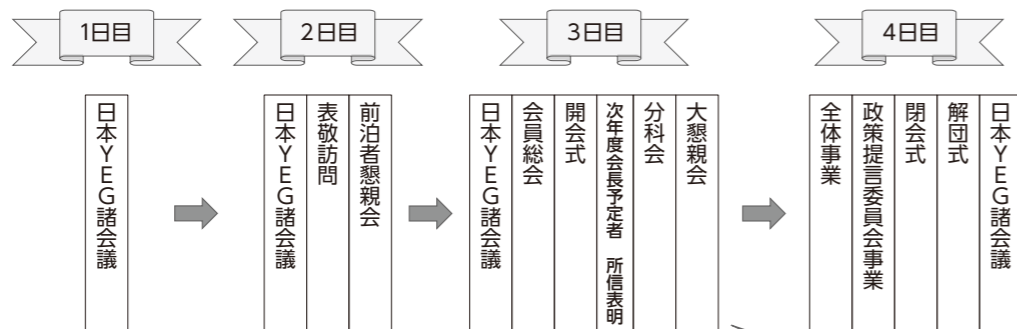 1日目
日本YEG諸会議
2日目
日本YEG諸会議
表敬訪問
前泊者懇親会
3日目
日本YEG諸会議
会員総会
開会式
次年度会長予定者 所信表明
分科会
大懇親会
4日目
全体事業
政策提言委員会事業
閉会式
解団式
日本YEG諸会議